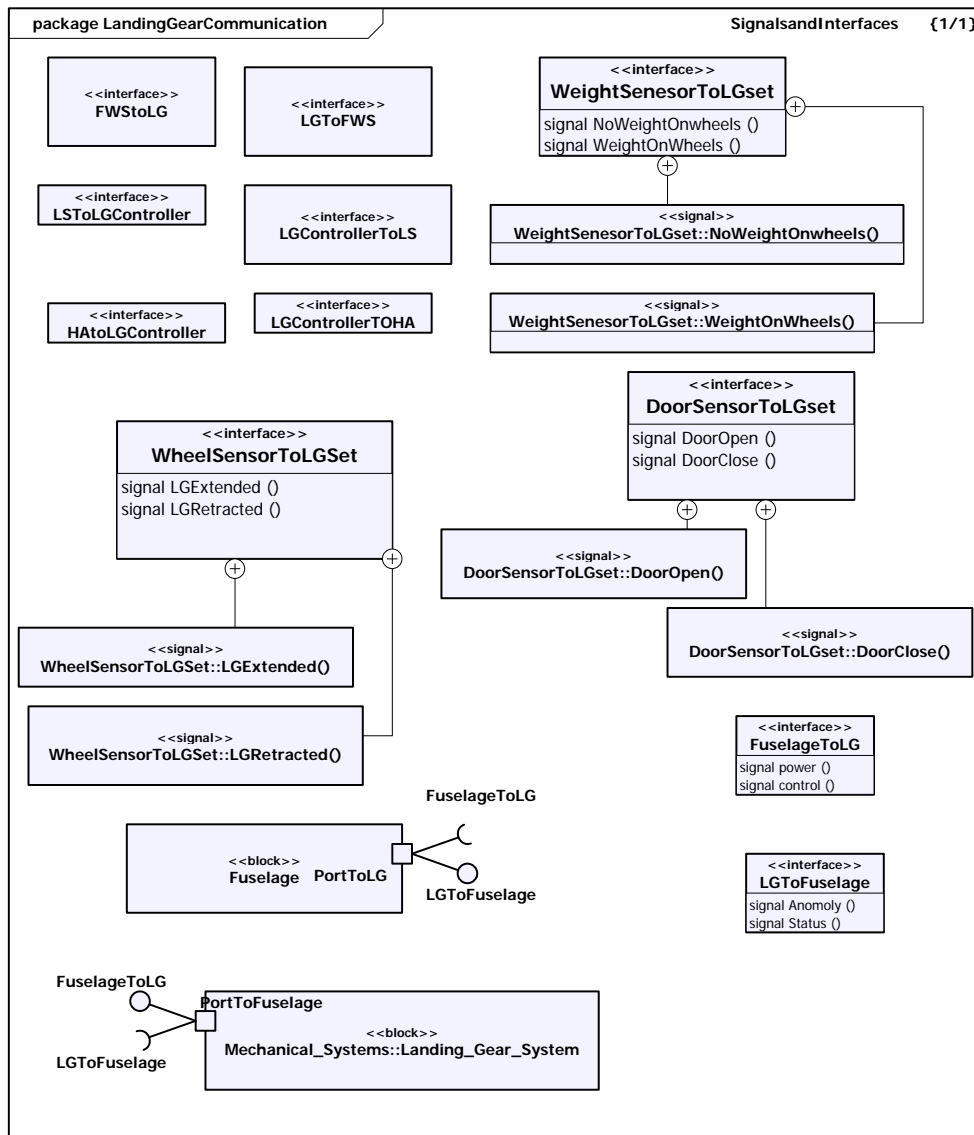 package LandingGearCommunication
SignalsandInterfaces {1/1}
<<interface>>
FWStoLG
<<interface>>
LGToFWS
<<interface>>
WeightSenesorToLGset
signal NoWeightOnwheels ()
signal WeightOnWheels ()
<<interface>>
LSToLGController
<<interface>>
LGControllerToLS
<<signal>>
WeightSenesorToLGset::NoWeightOnwheels()
<<interface>>
HAtoLGController
<<interface>>
LGControllerTOHA
<<signal>>
WeightSenesorToLGset::WeightOnWheels()
<<interface>>
DoorSensorToLGset
signal DoorOpen ()
signal DoorClose ()
<<interface>>
WheelSensorToLGSet
signal LGExtended ()
signal LGRetracted ()
<<signal>>
DoorSensorToLGset::DoorOpen()
<<signal>>
DoorSensorToLGset::DoorClose()
<<signal>>
WheelSensorToLGSet::LGExtended()
<<signal>>
WheelSensorToLGSet::LGRetracted()
<<interface>>
FuselageToLG
signal power ()
signal control ()
FuselageToLG
<<block>>
Fuselage PortToLG
LGToFuselage
<<interface>>
LGToFuselage
signal Anomoly ()
signal Status ()
FuselageToLG
PortToFuselage
LGToFuselage
<<block>>
Mechanical_Systems::Landing_Gear_System